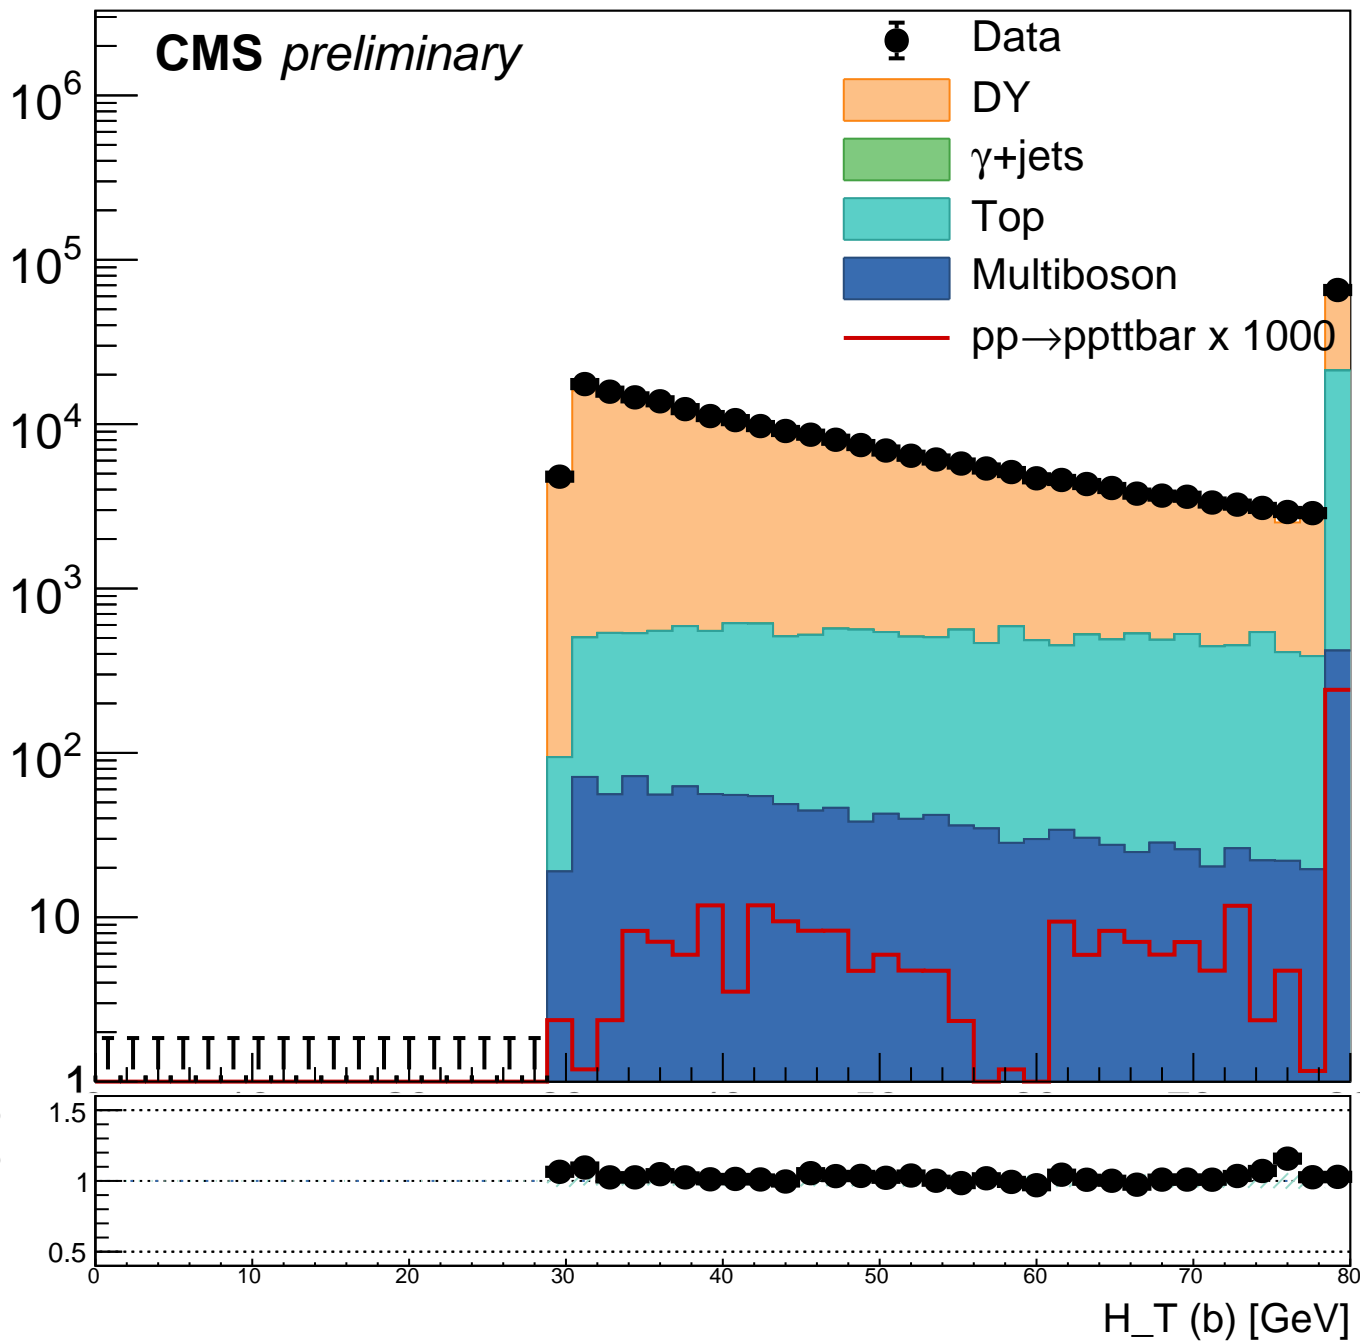 CMS preliminary
Data
DY
γ+jets
Top
Multiboson
pp→ppttbar x 1000
10^6
10^5
10^4
10^3
10^2
10
1
1.5
1
0.5
0 10 20 30 40 50 60 70 80
H_T (b) [GeV]